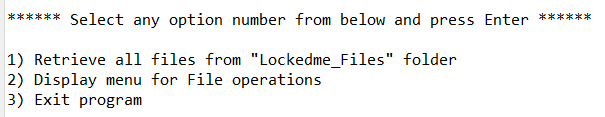 ****** Select any option number from below and press Enter ******
1) Retrieve all files from "Lockedme_Files" folder
2) Display menu for File operations
3) Exit program